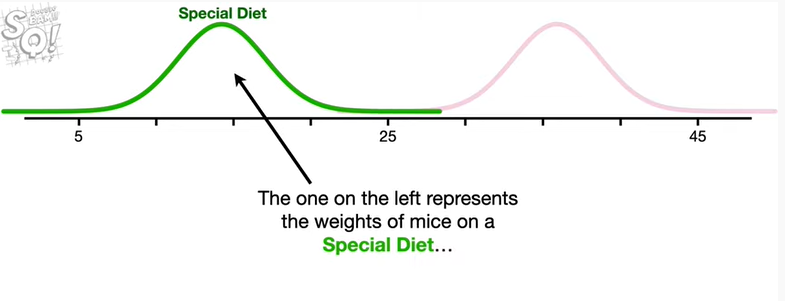 Special Diet
5
25
45
The one on the left represents
the weights of mice on a
Special Diet...